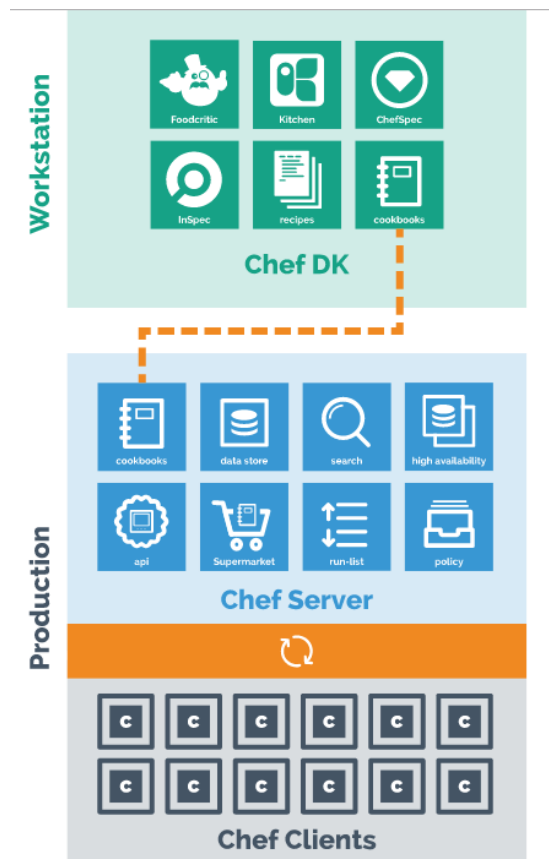 Workstation
Foodcritic
Kitchen
ChefSpec
InSpec
recipes
cookbooks
Chef DK
Production
cookbooks
data store
search
high availability
api
Supermarket
run-list
policy
Chef Server
C C C C C C
C C C C C C
Chef Clients